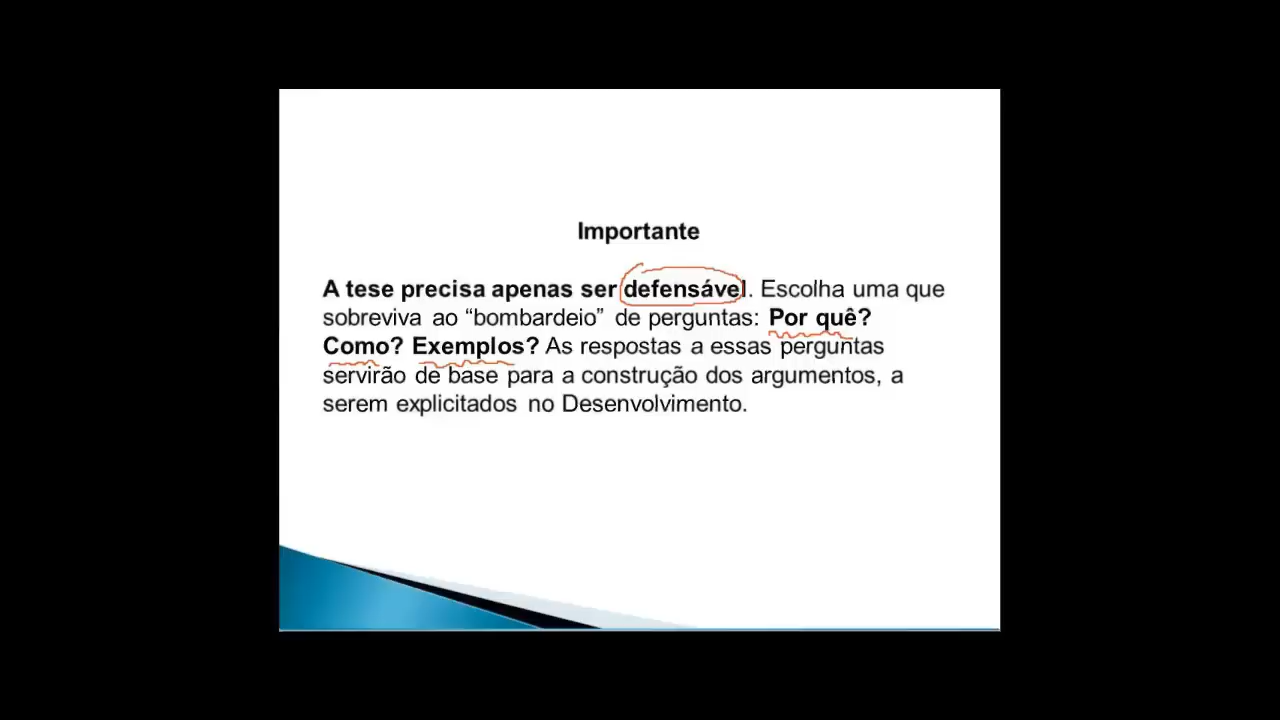 Importante
A tese precisa apenas ser defensável. Escolha uma que
sobreviva ao “bombardeio” de perguntas: Por quê?
Como? Exemplos? As respostas a essas perguntas
servirão de base para a construção dos argumentos, a
serem explicitados no Desenvolvimento.